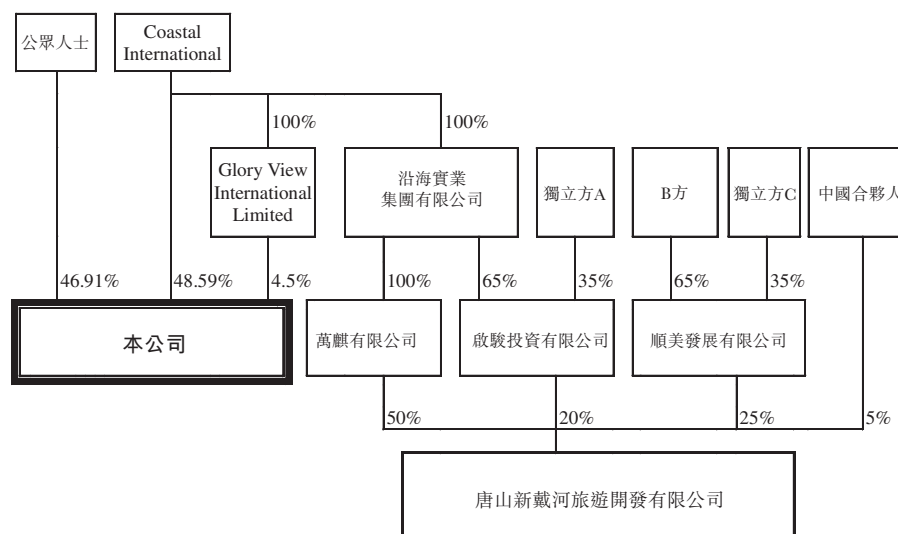 公眾人士
Coastal
International
100%
100%
Glory View
International
Limited
沿海實業
集團有限公司
獨立方A
B方
獨立方C
中國合夥人
46.91%
48.59%
4.5%
100%
65%
35%
65%
35%
本公司
萬麒有限公司
啟駿投資有限公司
順美發展有限公司
50%
20%
25%
5%
唐山新戴河旅遊開發有限公司